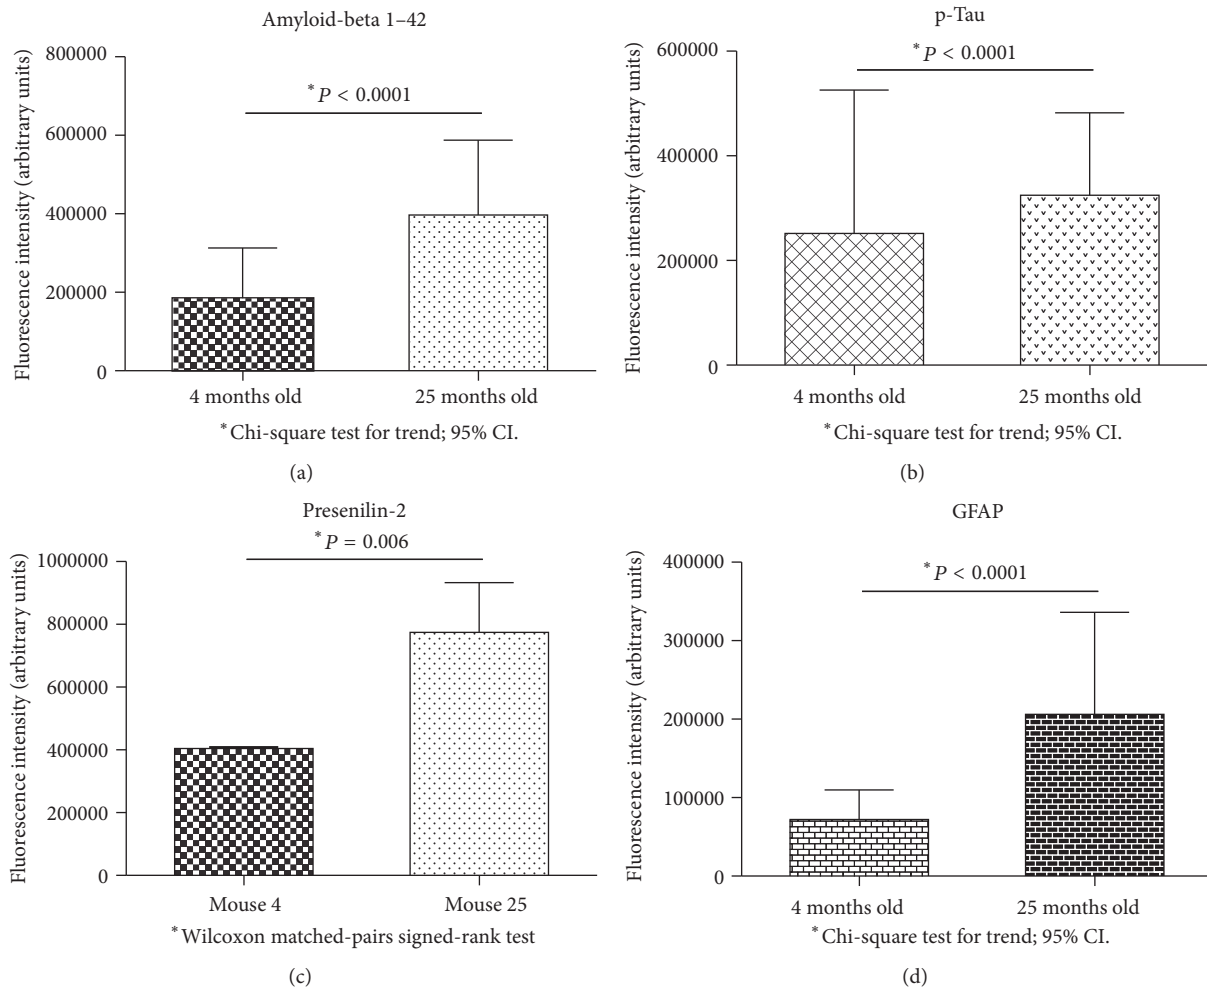 Amyloid-beta 1–42
Fluorescence intensity (arbitrary units)
800000
600000
400000
200000
0
* P < 0.0001
4 months old
25 months old
* Chi-square test for trend; 95% CI.
(a)
p-Tau
Fluorescence intensity (arbitrary units)
600000
400000
200000
0
* P < 0.0001
4 months old
25 months old
* Chi-square test for trend; 95% CI.
(b)
Presenilin-2
Fluorescence intensity (arbitrary units)
1000000
800000
600000
400000
200000
0
* P = 0.006
Mouse 4
Mouse 25
* Wilcoxon matched-pairs signed-rank test
(c)
GFAP
Fluorescence intensity (arbitrary units)
400000
300000
200000
100000
0
* P < 0.0001
4 months old
25 months old
* Chi-square test for trend; 95% CI.
(d)